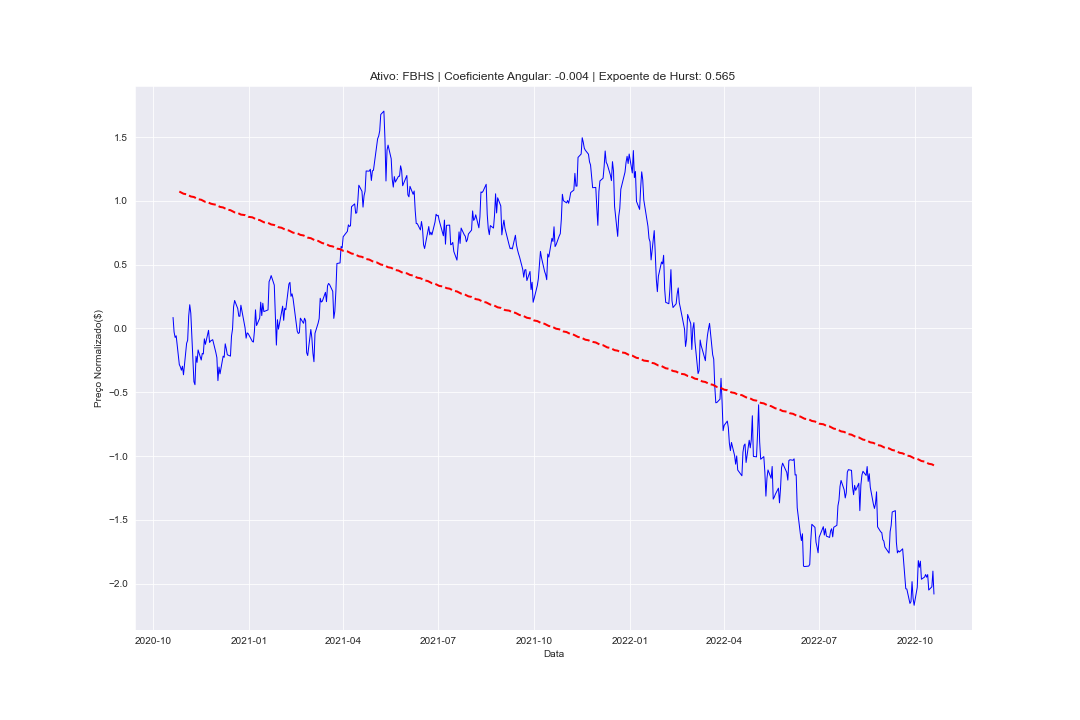 Ativo: FBHS | Coeficiente Angular: -0.004 | Expoente de Hurst: 0.565
Preço Normalizado($)
1.5
1.0
0.5
0.0
−0.5
−1.0
−1.5
−2.0
2020-10 2021-01 2021-04 2021-07 2021-10 2022-01 2022-04 2022-07 2022-10
Data